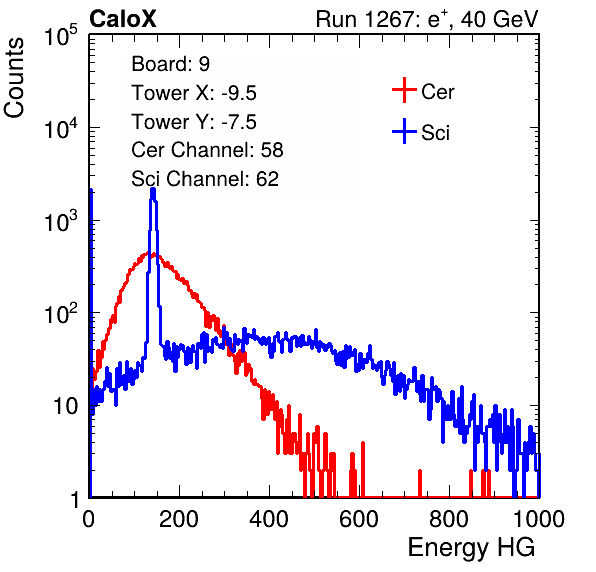 CaloX Run 1267: e⁺, 40 GeV
Counts
Board: 9
Tower X: -9.5
Tower Y: -7.5
Cer Channel: 58
Sci Channel: 62
Cer
Sci
10⁵
10⁴
10³
10²
10
1
0 200 400 600 800 1000
Energy HG